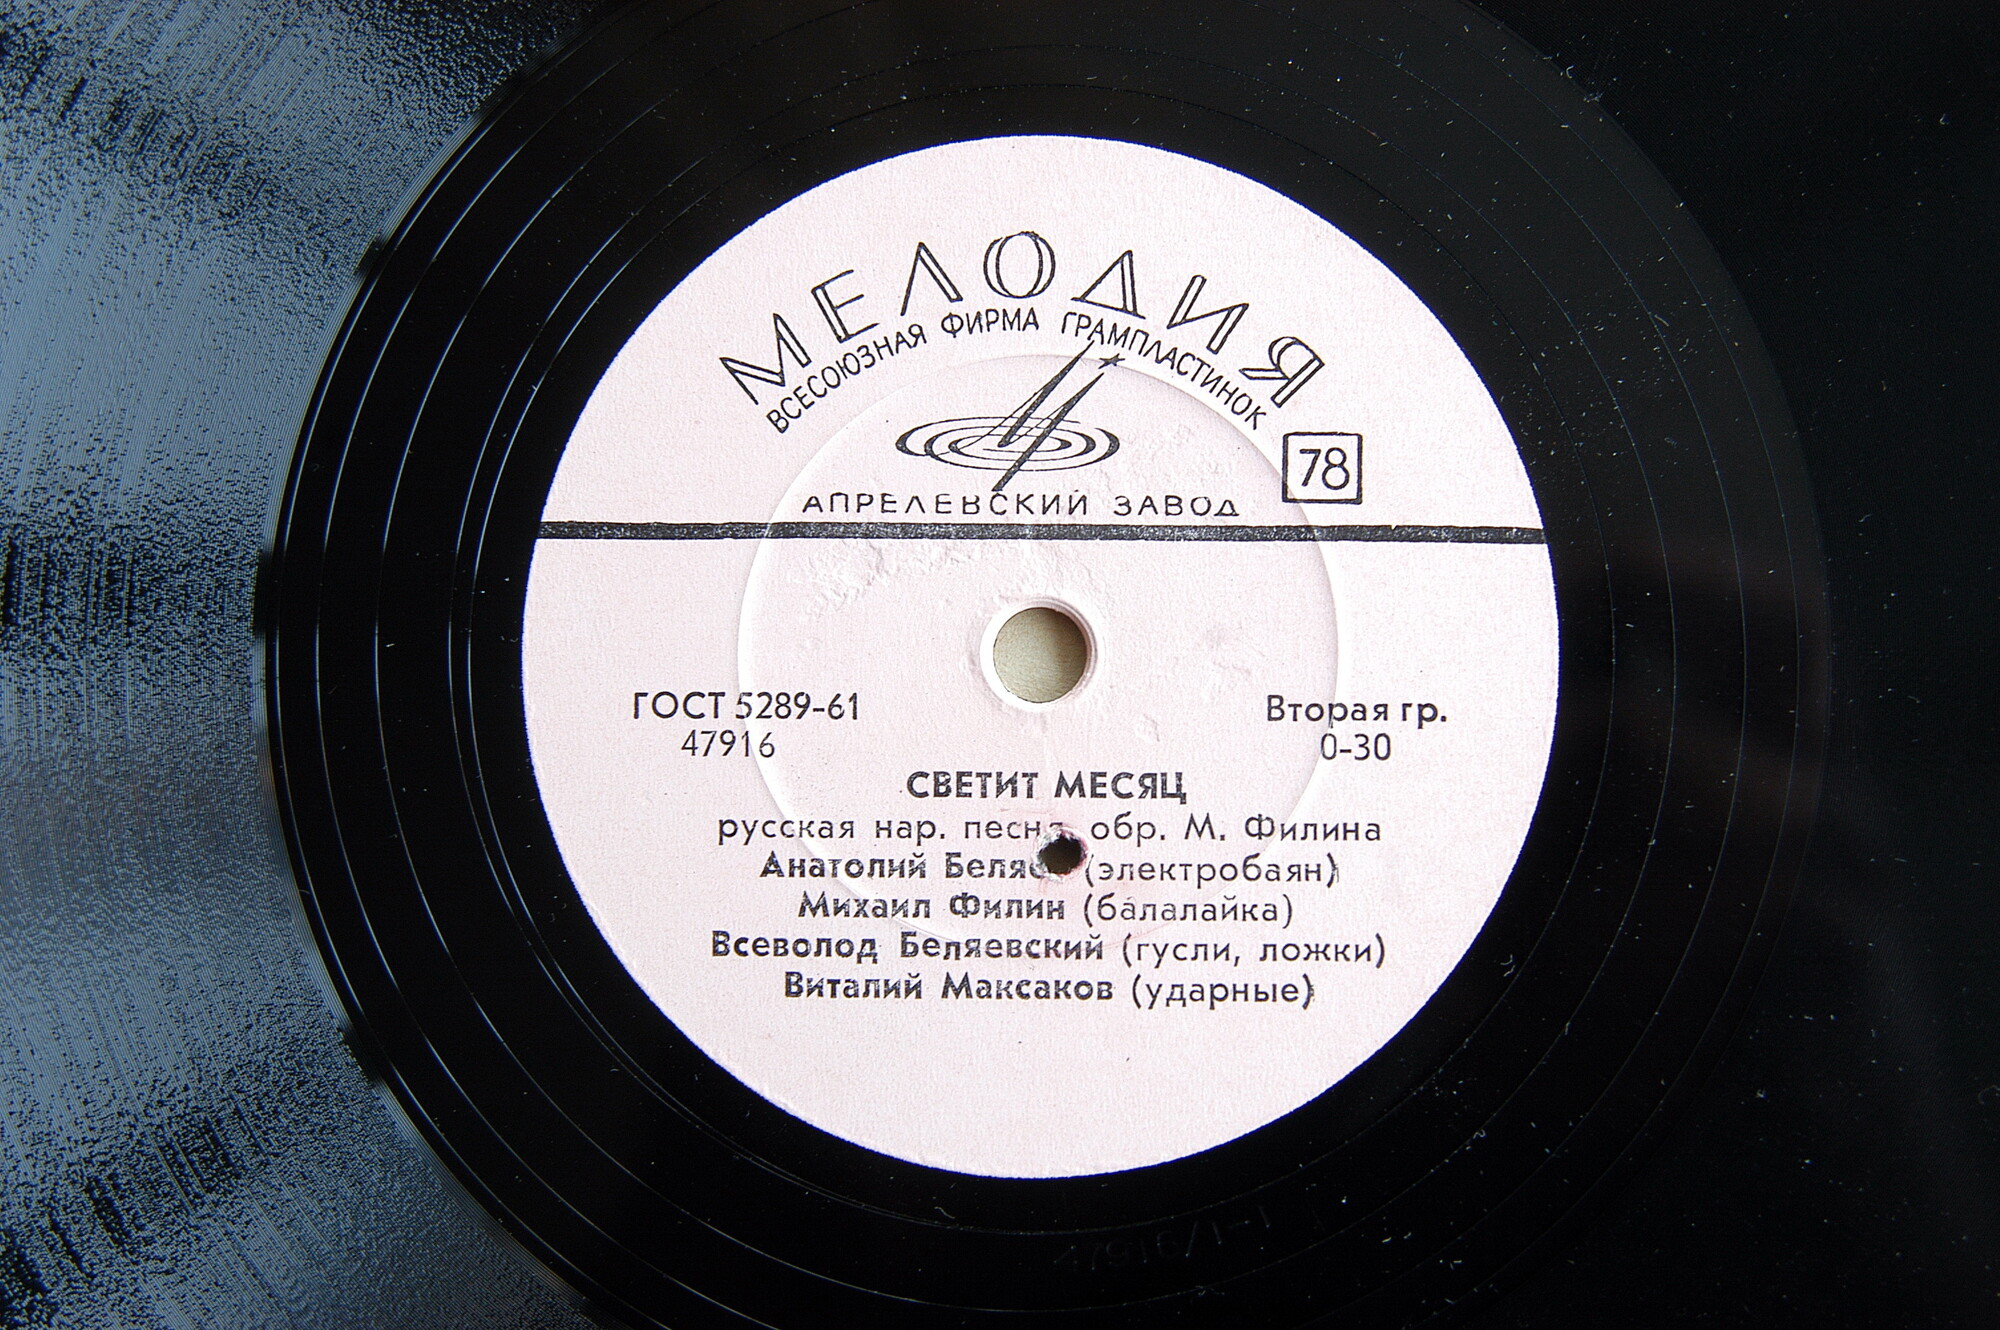 МЕЛОДИЯ
ВСЕСОЮЗНАЯ ФИРМА ГРАМПЛАСТИНОК
78
АПРЕЛЕВСКИЙ ЗАВОД
ГОСТ 5289-61
47916
Вторая гр.
0-30
СВЕТИТ МЕСЯЦ
русская нар. обр. М. Филина
Анатолий (электробаян)
Михаил Филин (балалайка)
Всеволод Беляевский (гусли, ложки)
Виталий Максаков (ударные)